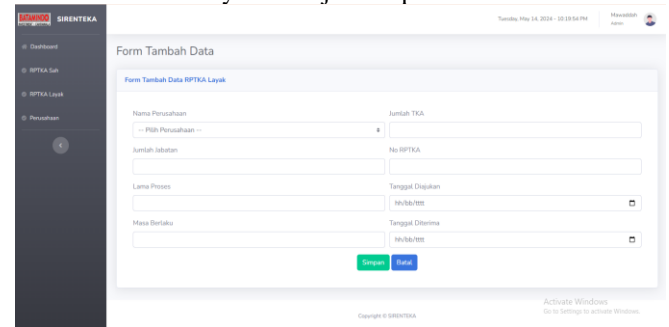 BATAMINDO SIRENTEKA
Tuesday, May 14, 2024 - 10:19:54 PM
Mawaddah
Admin
Dashboard
RPTKA Sah
RPTKA Layak
Perusahaan
Form Tambah Data
Form Tambah Data RPTKA Layak
Nama Perusahaan Jumlah TKA
-- Pilih Perusahaan --
Jumlah Jabatan No RPTKA
Lama Proses Tanggal Diajukan
hh/bb/tttt
Masa Berlaku Tanggal Diterima
hh/bb/tttt
Simpan Batal
Activate Windows
Go to Settings to activate Windows.
Copyright © SIRENTEKA